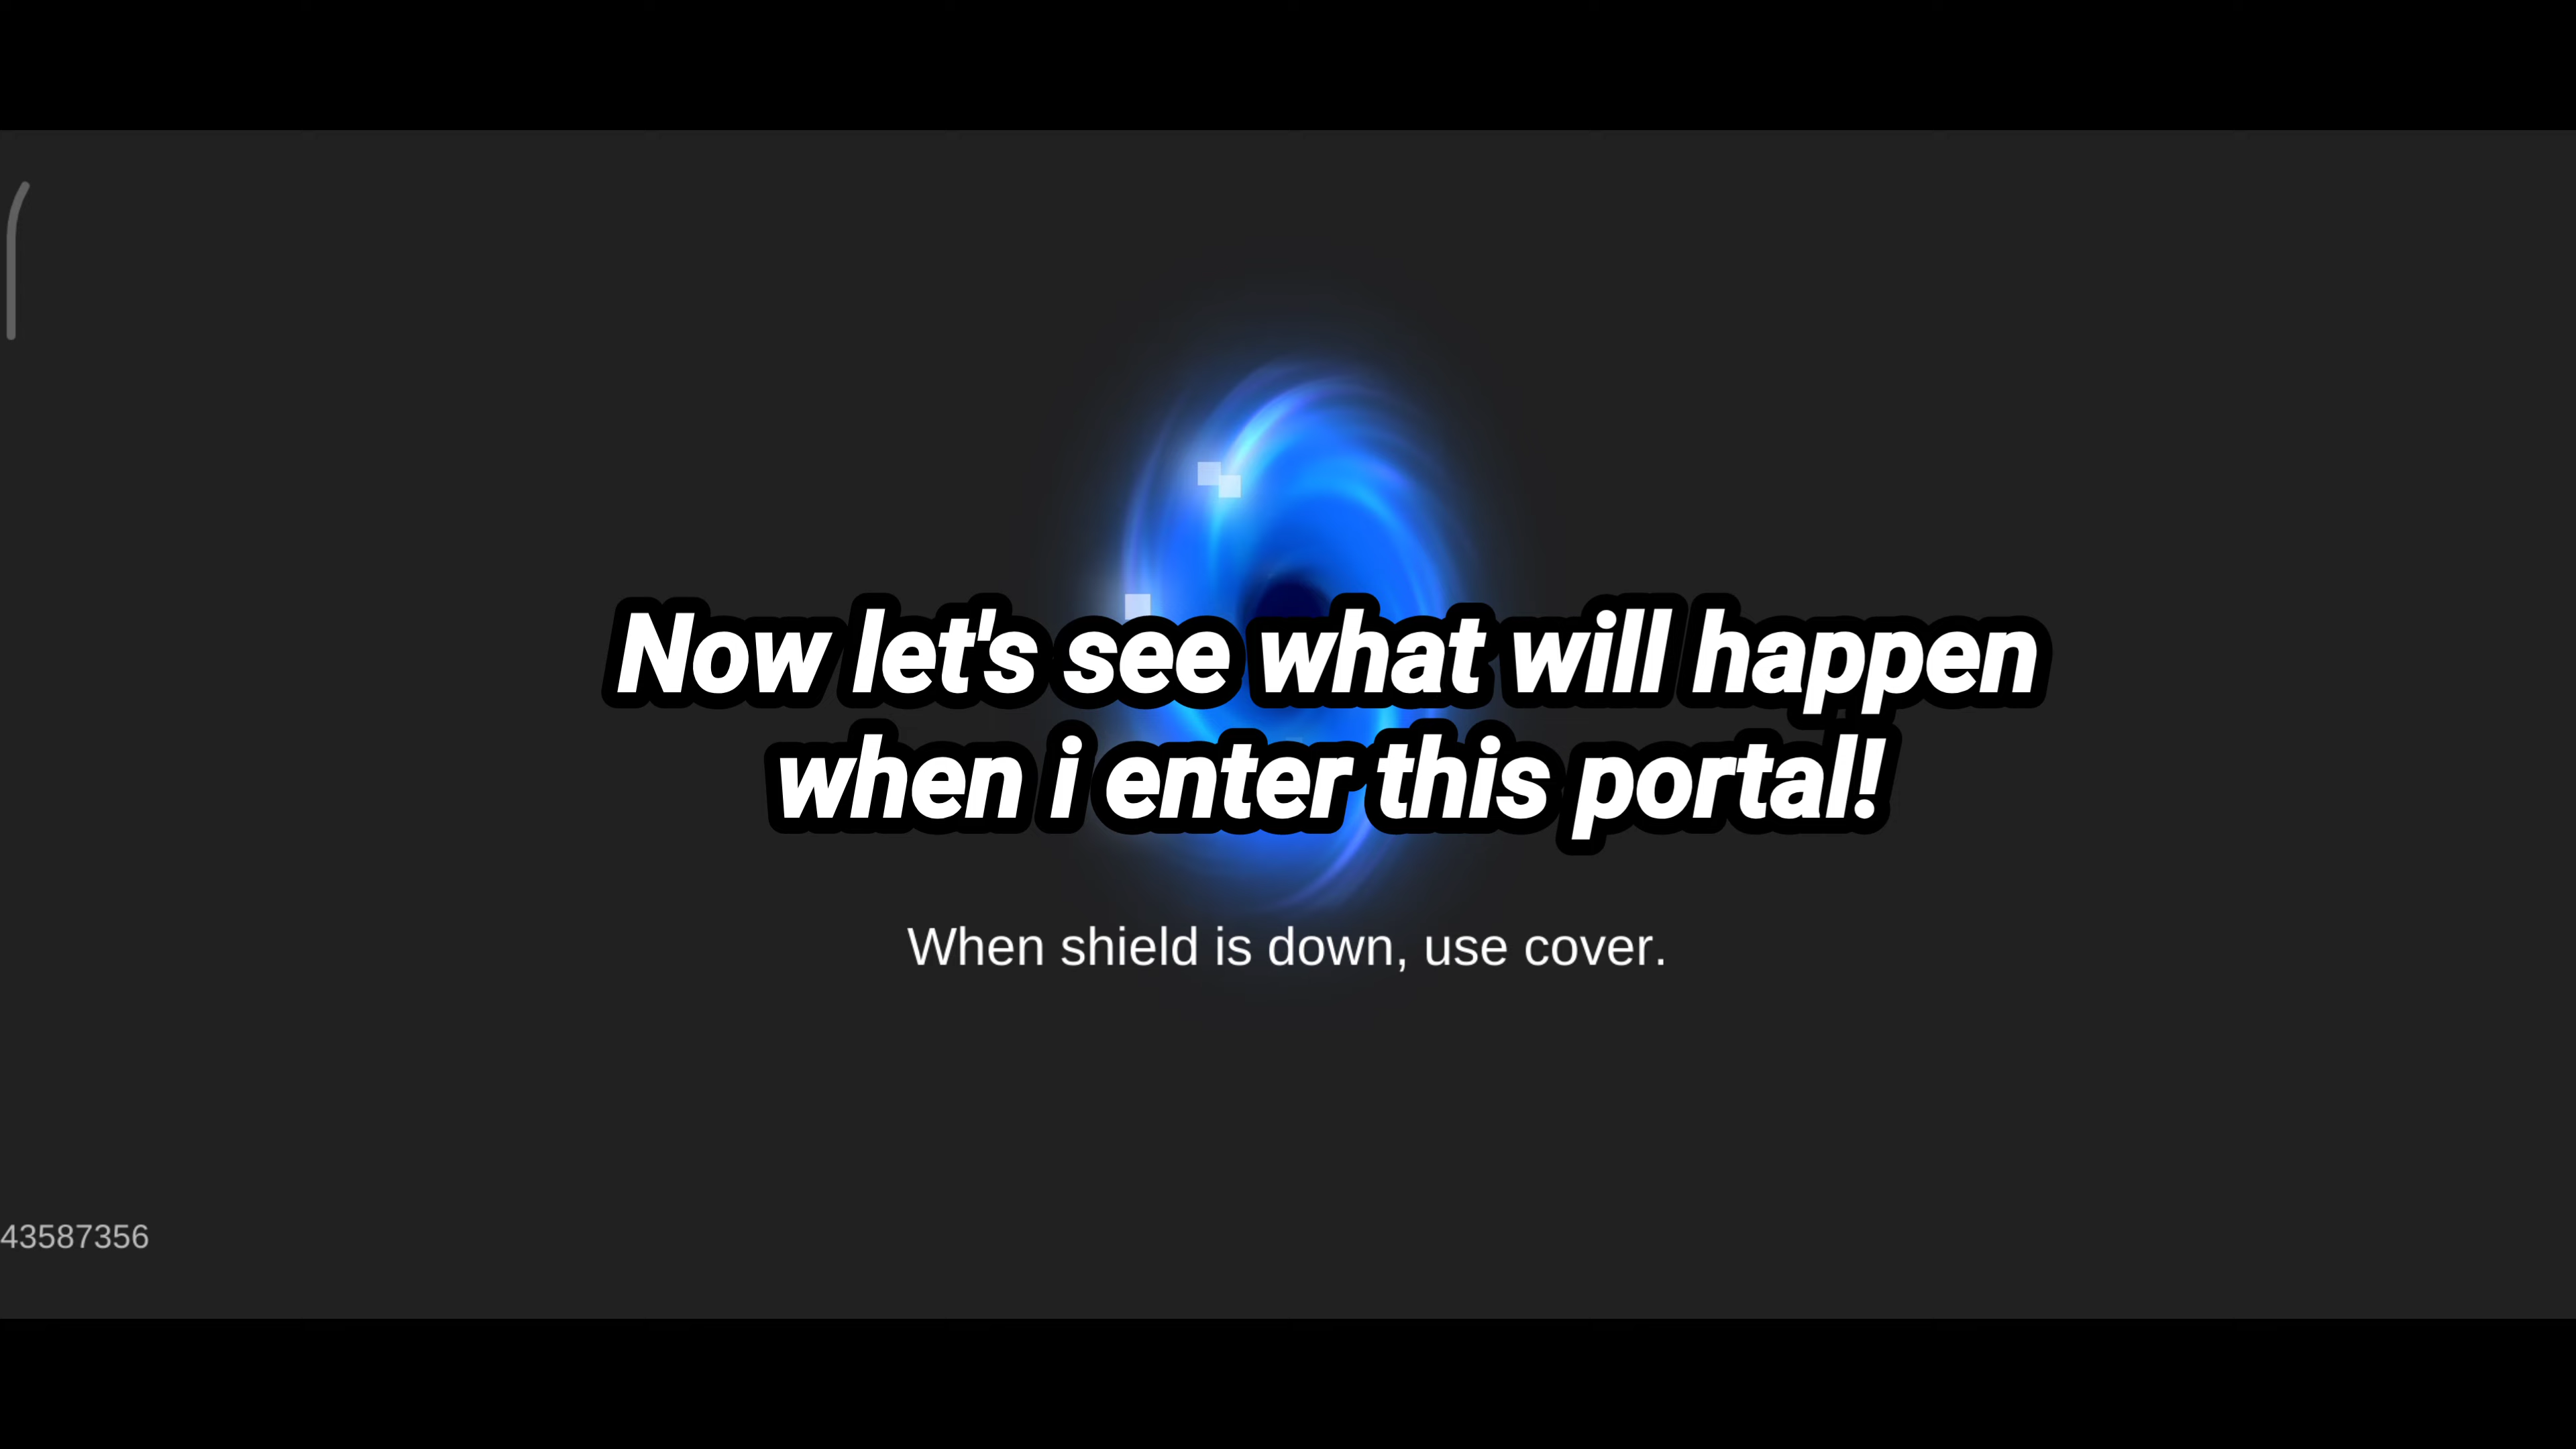 Now let's see what will happen
when i enter this portal!
When shield is down, use cover.
43587356